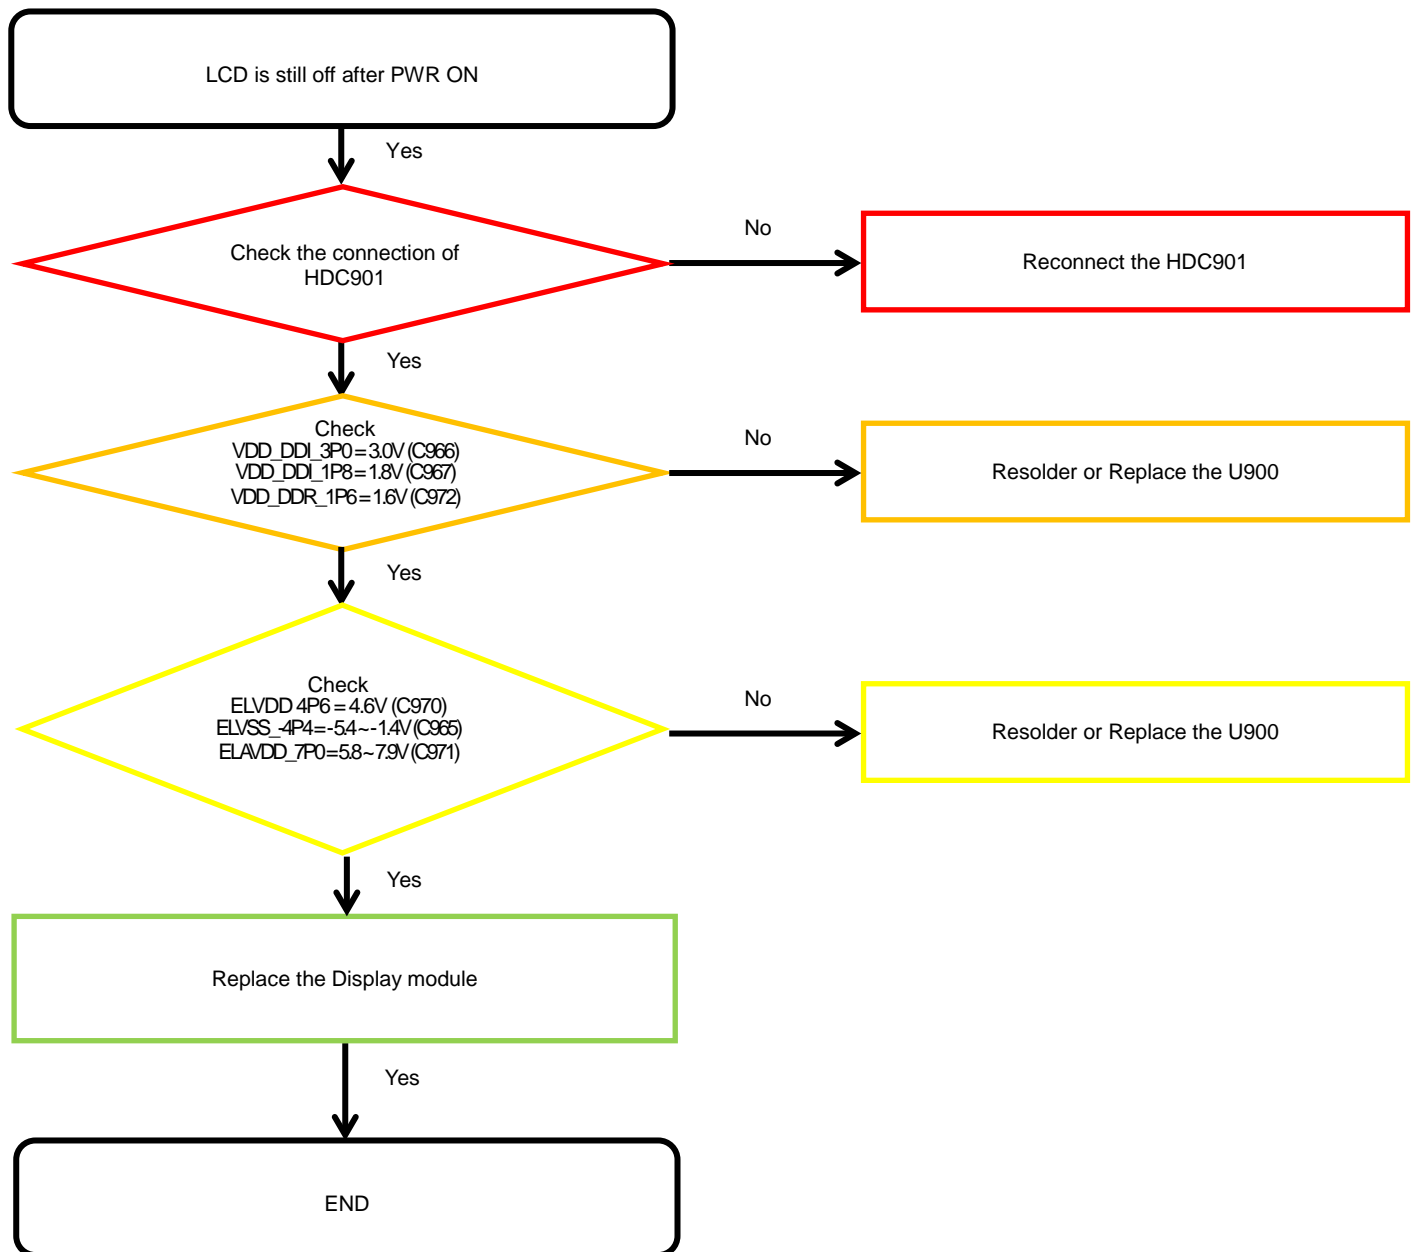 LCD is still off after PWR ON
Yes
Check the connection of
HDC901
No
Reconnect the HDC901
Yes
Check
VDD_DDI_3P0 = 3.0V (C966)
VDD_DDI_1P8 = 1.8V (C967)
VDD_DDR_1P6 = 1.6V (C972)
No
Resolder or Replace the U900
Yes
Check
ELVDD 4P6 = 4.6V (C970)
ELVSS_-4P4 = -5.4 ~ -1.4V (C965)
ELAVDD_7P0 = 5.8 ~ 7.9V (C971)
No
Resolder or Replace the U900
Yes
Replace the Display module
Yes
END